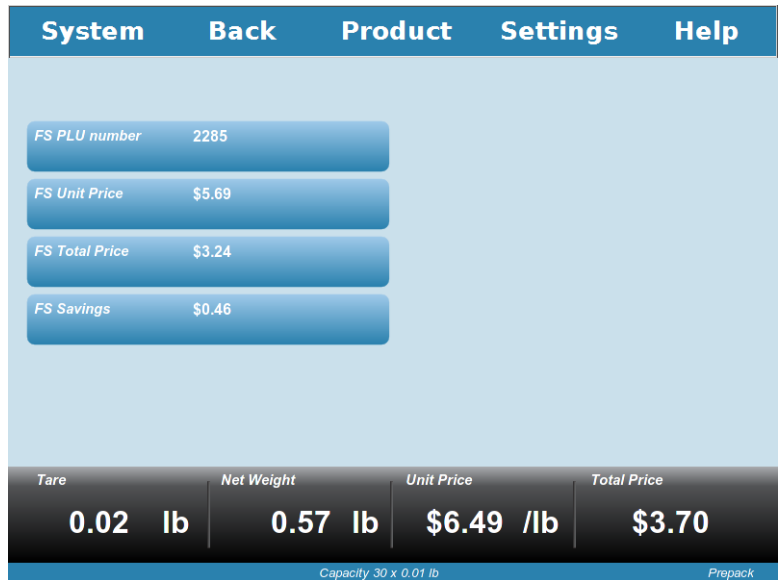 System Back Product Settings Help
FS PLU number 2285
FS Unit Price $5.69
FS Total Price $3.24
FS Savings $0.46
Tare Net Weight Unit Price Total Price
0.02 lb 0.57 lb $6.49 /lb $3.70
Capacity 30 x 0.01 lb Prepack